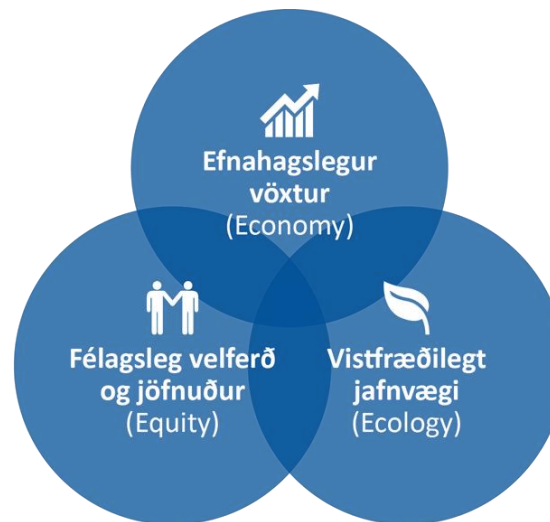 Efnahagslegur
vöxtur
(Economy)
Félagsleg velferð
og jöfnuður
(Equity)
Vistfræðilegt
jafnvægi
(Ecology)